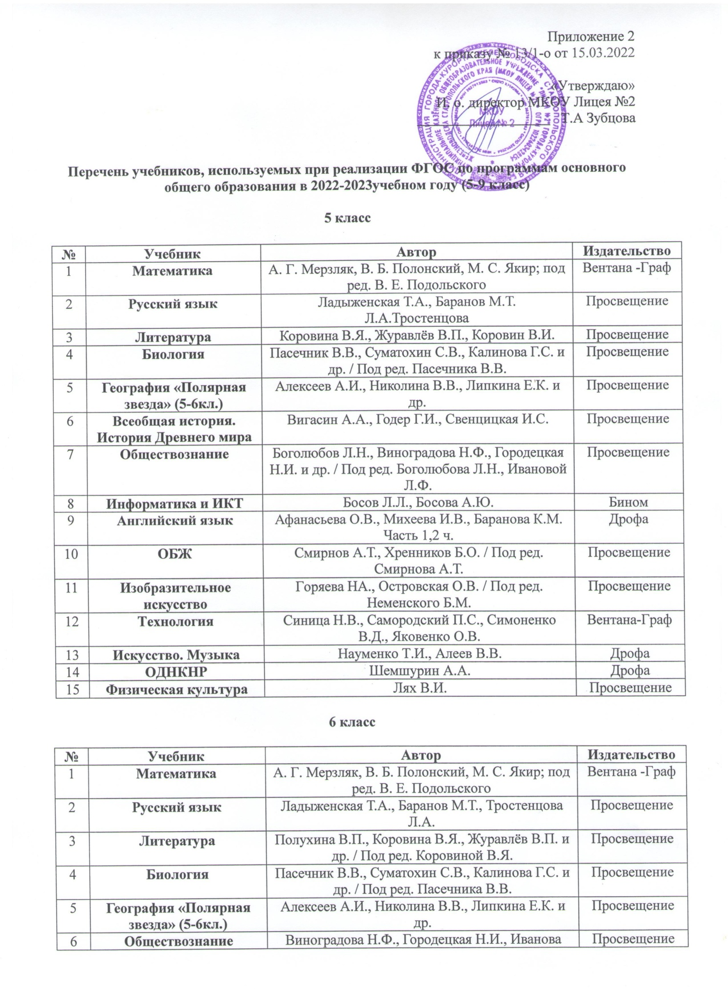 Приложение 2
к приказу № 13/1-о от 15.03.2022
«Утверждаю»
И. о. директор МКОУ Лицея №2
Т.А Зубцова
МКОУ
Лицей № 2
Перечень учебников, используемых при реализации ФГОС по программам основного
общего образования в 2022-2023учебном году (5-9 класс)
5 класс
№ Учебник Автор Издательство
1 Математика А. Г. Мерзляк, В. Б. Полонский, М. С. Якир; под Вентана -Граф
ред. В. Е. Подольского
2 Русский язык Ладыженская Т.А., Баранов М.Т. Просвещение
Л.А.Тростенцова
3 Литература Коровина В.Я., Журавлёв В.П., Коровин В.И. Просвещение
4 Биология Пасечник В.В., Суматохин С.В., Калинова Г.С. и Просвещение
др. / Под ред. Пасечника В.В.
5 География «Полярная Алексеев А.И., Николина В.В., Липкина Е.К. и Просвещение
звезда» (5-6кл.) др.
6 Всеобщая история. Вигасин А.А., Годер Г.И., Свенцицкая И.С. Просвещение
История Древнего мира
7 Обществознание Боголюбов Л.Н., Виноградова Н.Ф., Городецкая Просвещение
Н.И. и др. / Под ред. Боголюбова Л.Н., Ивановой
Л.Ф.
8 Информатика и ИКТ Босов Л.Л., Босова А.Ю. Бином
9 Английский язык Афанасьева О.В., Михеева И.В., Баранова К.М. Дрофа
Часть 1,2 ч.
10 ОБЖ Смирнов А.Т., Хренников Б.О. / Под ред. Просвещение
Смирнова А.Т.
11 Изобразительное Горяева НА., Островская О.В. / Под ред. Просвещение
искусство Неменского Б.М.
12 Технология Синица Н.В., Самородский П.С., Симоненко Вентана-Граф
В.Д., Яковенко О.В.
13 Искусство. Музыка Науменко Т.И., Алеев В.В. Дрофа
14 ОДНКНР Шемшурин А.А. Дрофа
15 Физическая культура Лях В.И. Просвещение
6 класс
№ Учебник Автор Издательство
1 Математика А. Г. Мерзляк, В. Б. Полонский, М. С. Якир; под Вентана -Граф
ред. В. Е. Подольского
2 Русский язык Ладыженская Т.А., Баранов М.Т., Тростенцова Просвещение
Л.А.
3 Литература Полухина В.П., Коровина В.Я., Журавлёв В.П. и Просвещение
др. / Под ред. Коровиной В.Я.
4 Биология Пасечник В.В., Суматохин С.В., Калинова Г.С. и Просвещение
др. / Под ред. Пасечника В.В.
5 География «Полярная Алексеев А.И., Николина В.В., Липкина Е.К. и Просвещение
звезда» (5-6кл.) др.
6 Обществознание Виноградова Н.Ф., Городецкая Н.И., Иванова Просвещение